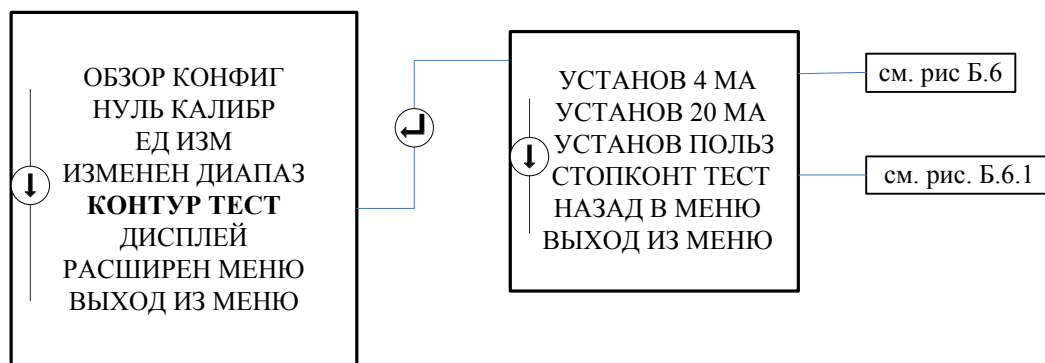 ОБЗОР КОНФИГ
НУЛЬ КАЛИБР
ЕД ИЗМ
ИЗМЕНЕН ДИАПАЗ
КОНТУР ТЕСТ
ДИСПЛЕЙ
РАСШИРЕН МЕНЮ
ВЫХОД ИЗ МЕНЮ
УСТАНОВ 4 МА
УСТАНОВ 20 МА
УСТАНОВ ПОЛЬЗ
СТОПКОНТ ТЕСТ
НАЗАД В МЕНЮ
ВЫХОД ИЗ МЕНЮ
см. рис Б.6
см. рис. Б.6.1